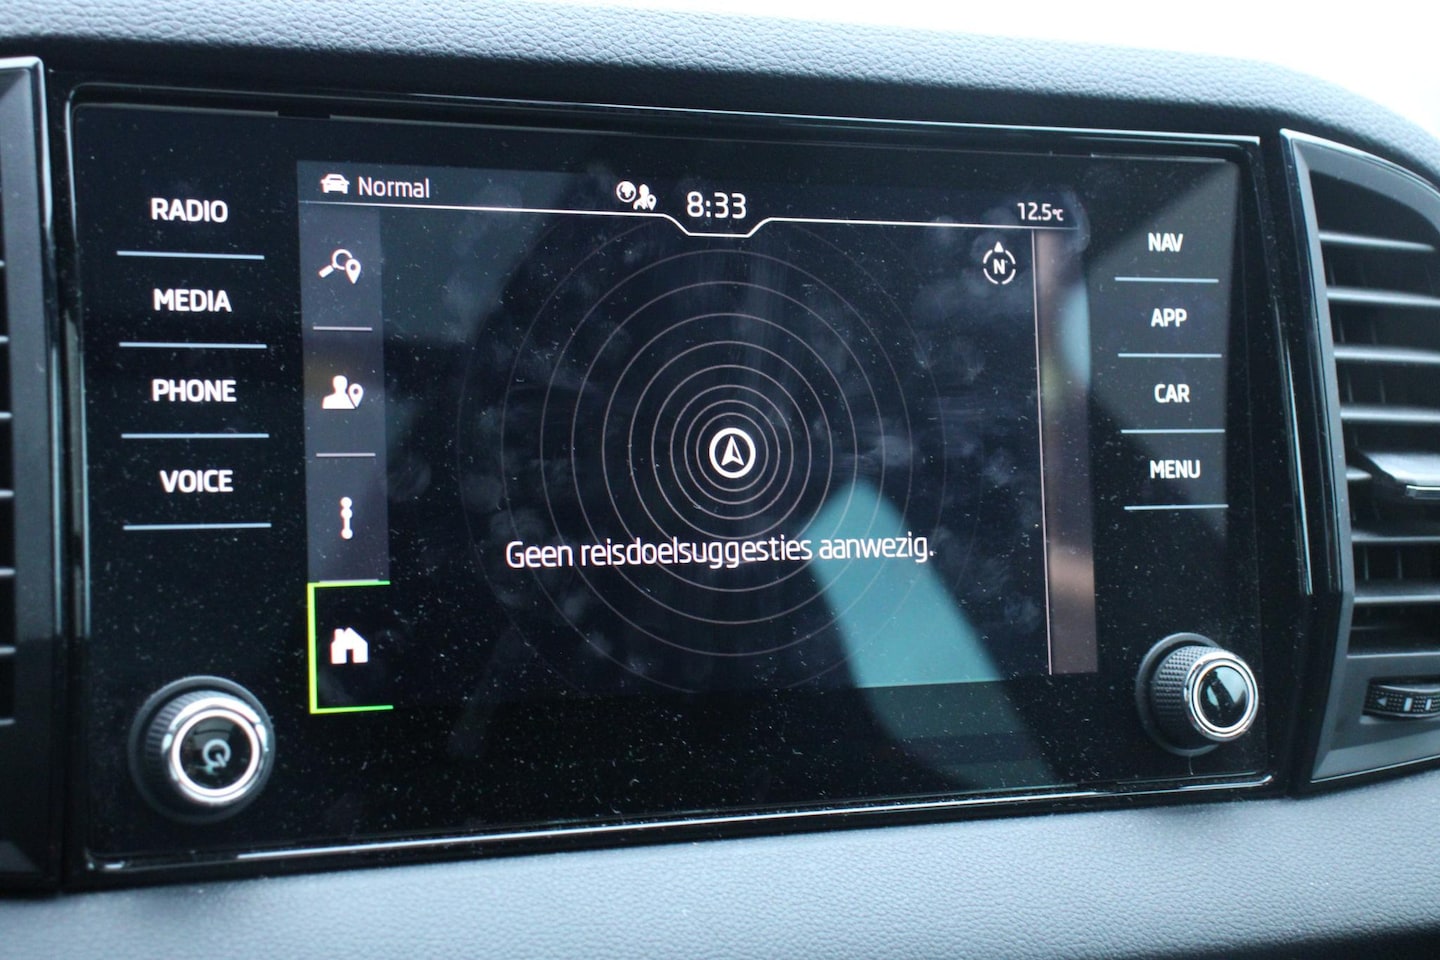 Normal
8:33
12.5°C
RADIO
MEDIA
PHONE
VOICE
N
Geen reisdoelsuggesties aanwezig.
NAV
APP
CAR
MENU